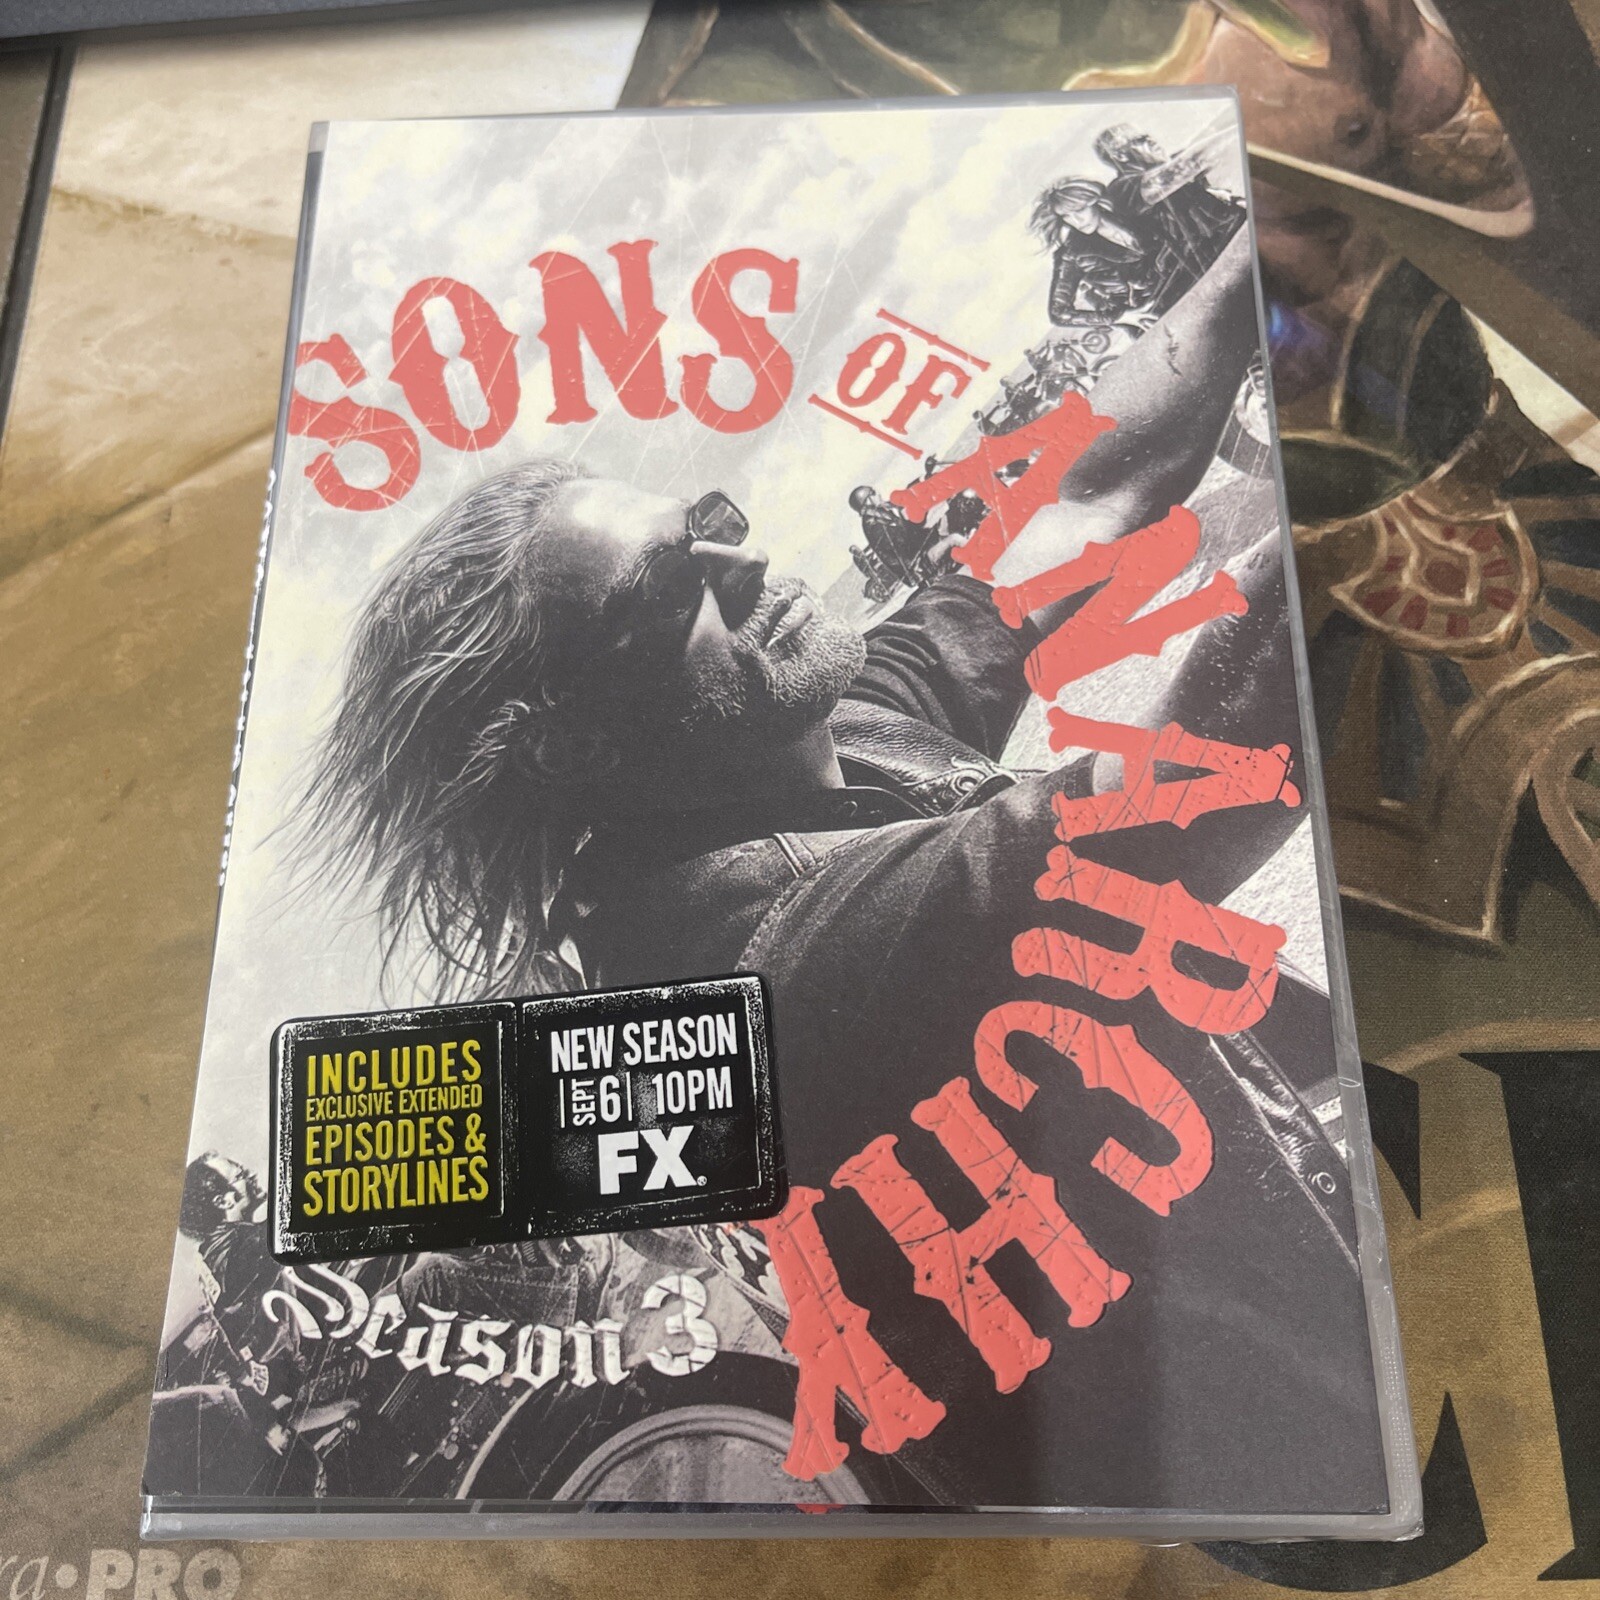 SONS OF ANARCHY
INCLUDES
EXCLUSIVE EXTENDED
EPISODES &
STORYLINES
NEW SEASON
SEPT 6 10PM
FX
Season 3
PRO